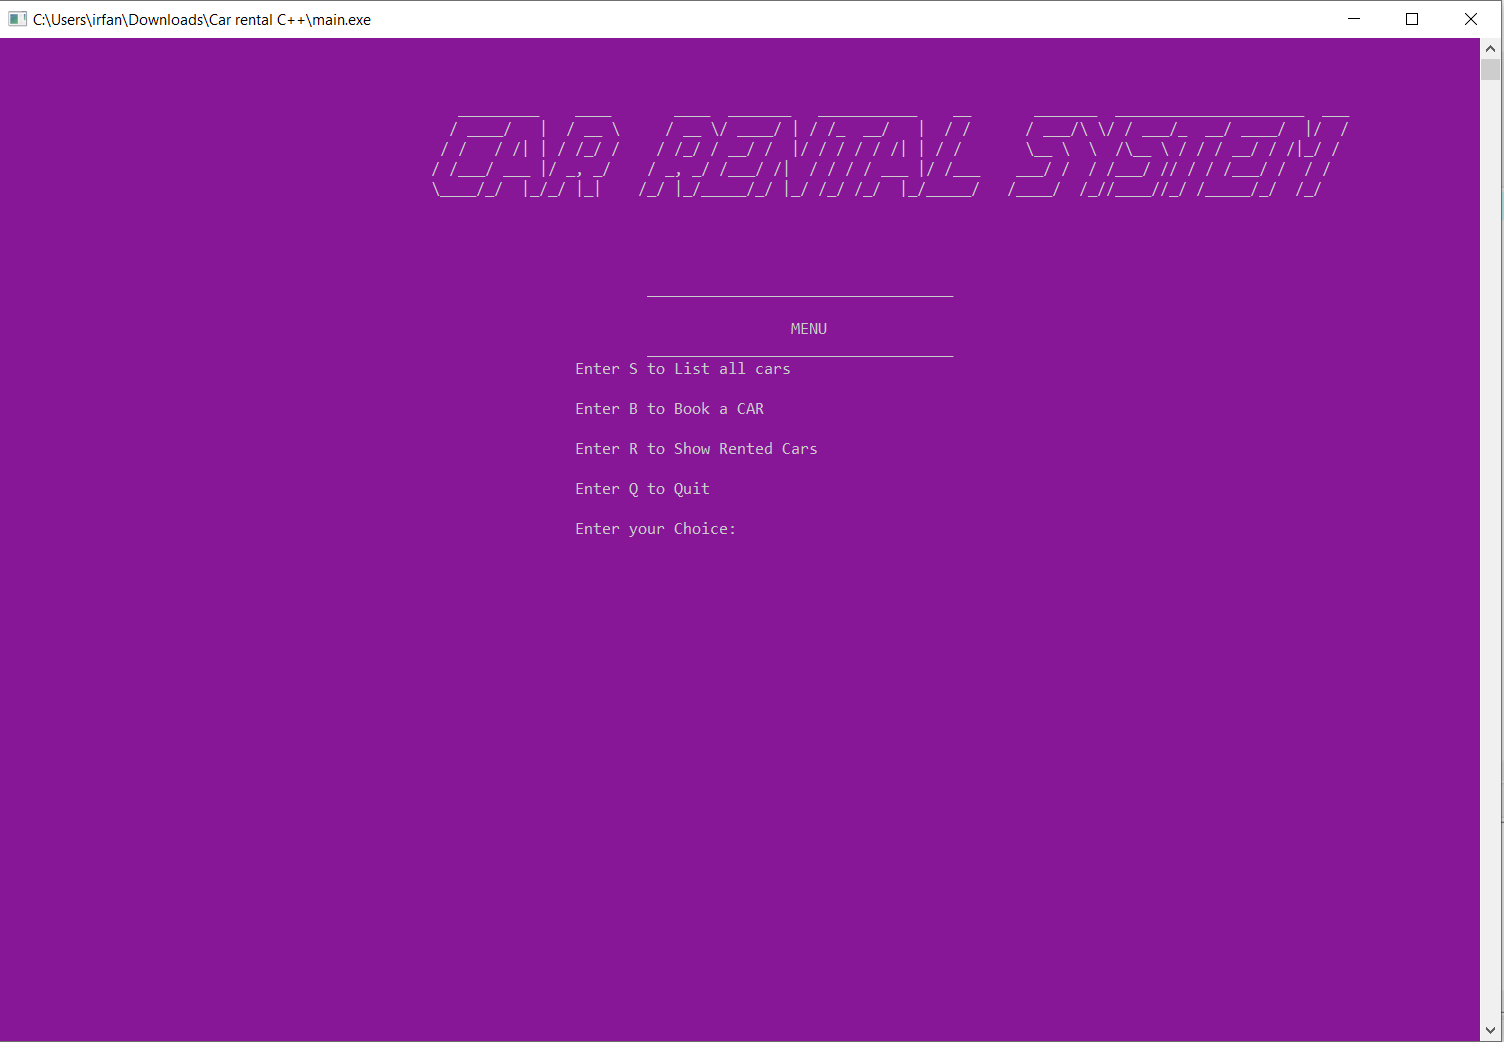 C:\Users\irfan\Downloads\Car rental C++\main.exe
CAR RENTAL SYSTEM
MENU
Enter S to List all cars
Enter B to Book a CAR
Enter R to Show Rented Cars
Enter Q to Quit
Enter your Choice: